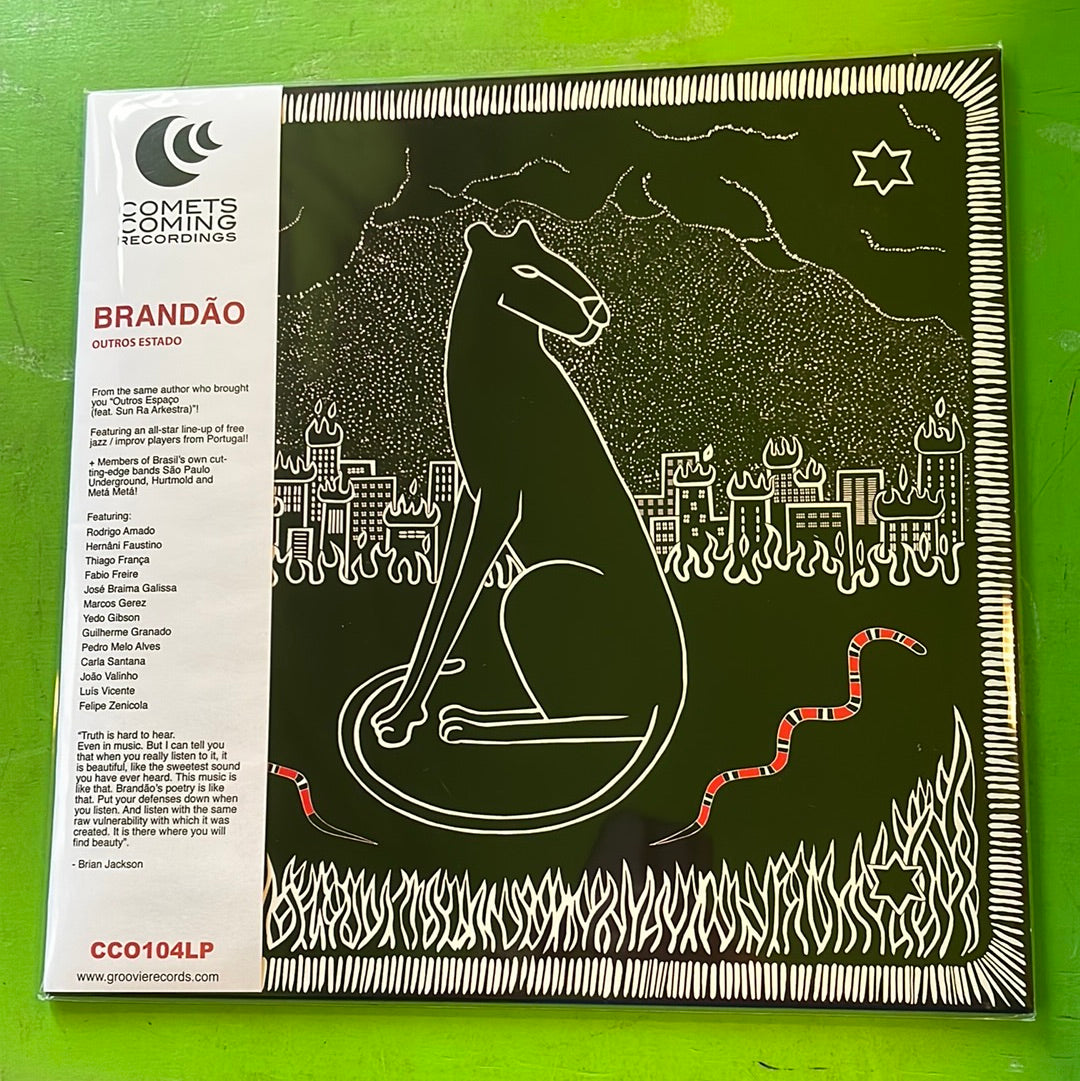 COMETS
COMING
RECORDINGS
BRANDÃO
OUTROS ESTADO
From the same author who brought
you "Outros Espaço
(feat. Sun Ra Arkestra)"!
Featuring an all-star line-up of free
jazz / improv players from Portugal!
+ Members of Brasil's own cut-
ting-edge bands São Paulo
Underground, Hurtmold and
Metá Metá!
Featuring:
Rodrigo Amado
Hernâni Faustino
Thiago França
Fabio Freire
José Braima Galissa
Marcos Gerez
Yedo Gibson
Guilherme Granado
Pedro Melo Alves
Carla Santana
João Valinho
Luís Vicente
Felipe Zenicola
"Truth is hard to hear.
Even in music. But I can tell you
that when you really listen to it, it
is beautiful, like the sweetest sound
you have ever heard. This music is
like that. Brandão's poetry is like
that. Put your defenses down when
you listen. And listen with the same
raw vulnerability with which it was
created. It is there where you will
find beauty".
- Brian Jackson
CCO104LP
www.groovierecords.com